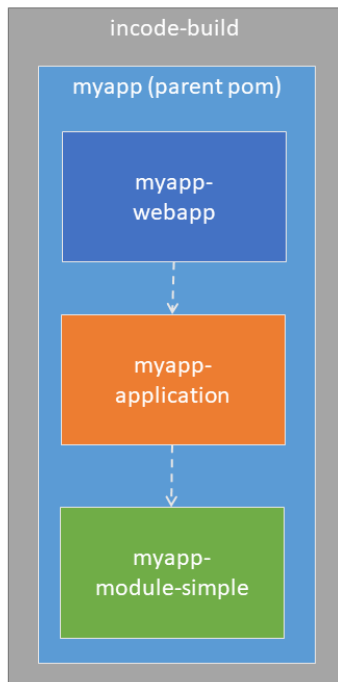 incode-build
myapp (parent pom)
myapp-
webapp
myapp-
application
myapp-
module-simple